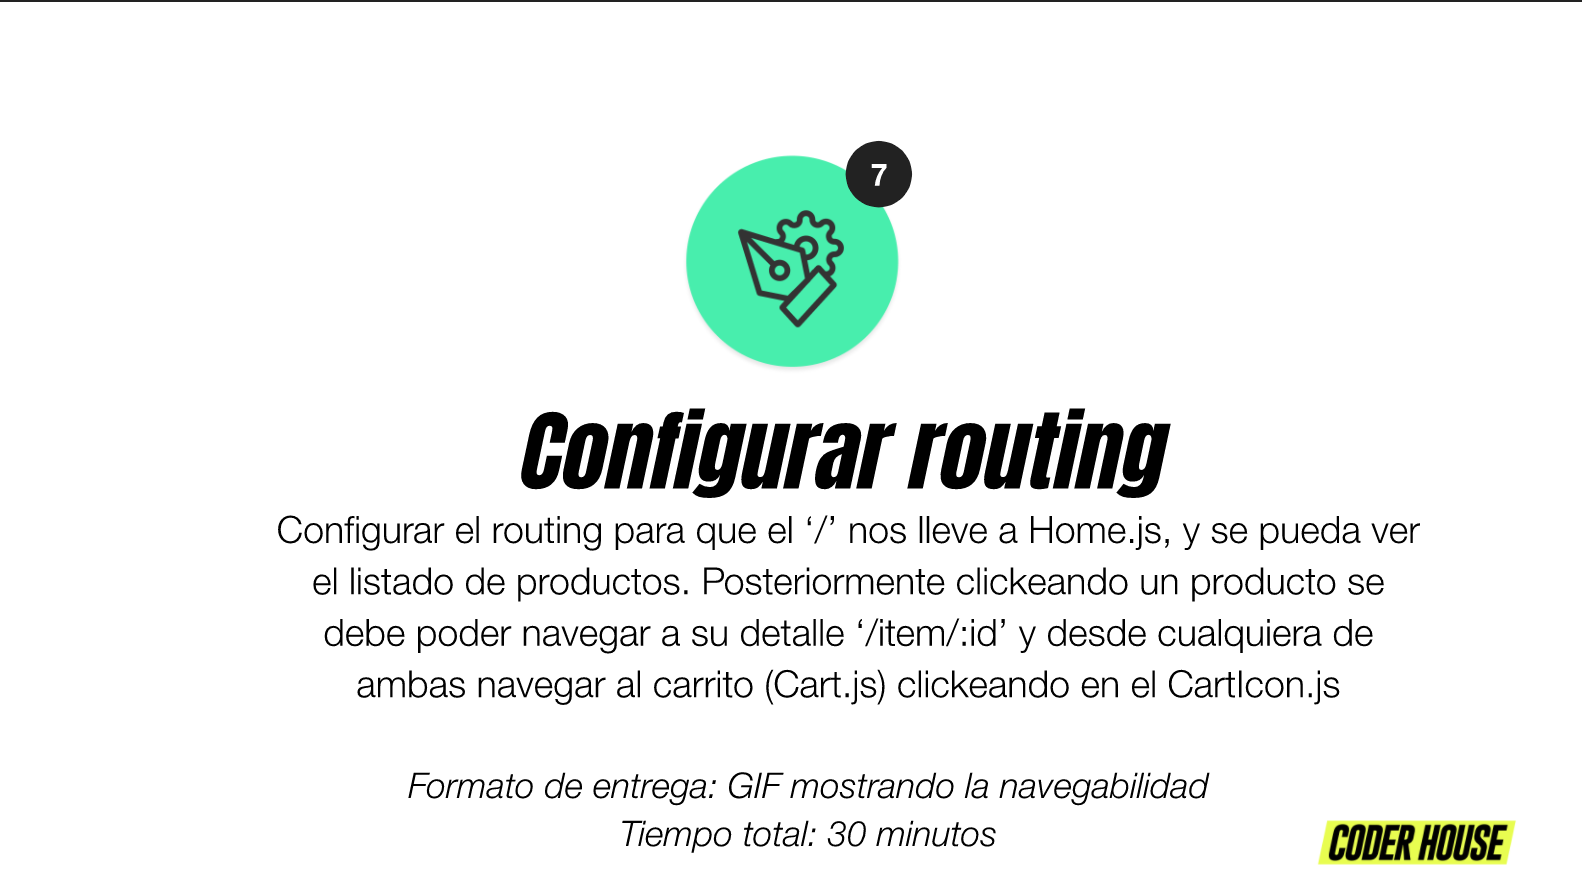 7
Configurar routing
Configurar el routing para que el ‘/’ nos lleve a Home.js, y se pueda ver
el listado de productos. Posteriormente clickeando un producto se
debe poder navegar a su detalle ‘/item/:id’ y desde cualquiera de
ambas navegar al carrito (Cart.js) clickeando en el CartIcon.js
Formato de entrega: GIF mostrando la navegabilidad
Tiempo total: 30 minutos
CODER HOUSE